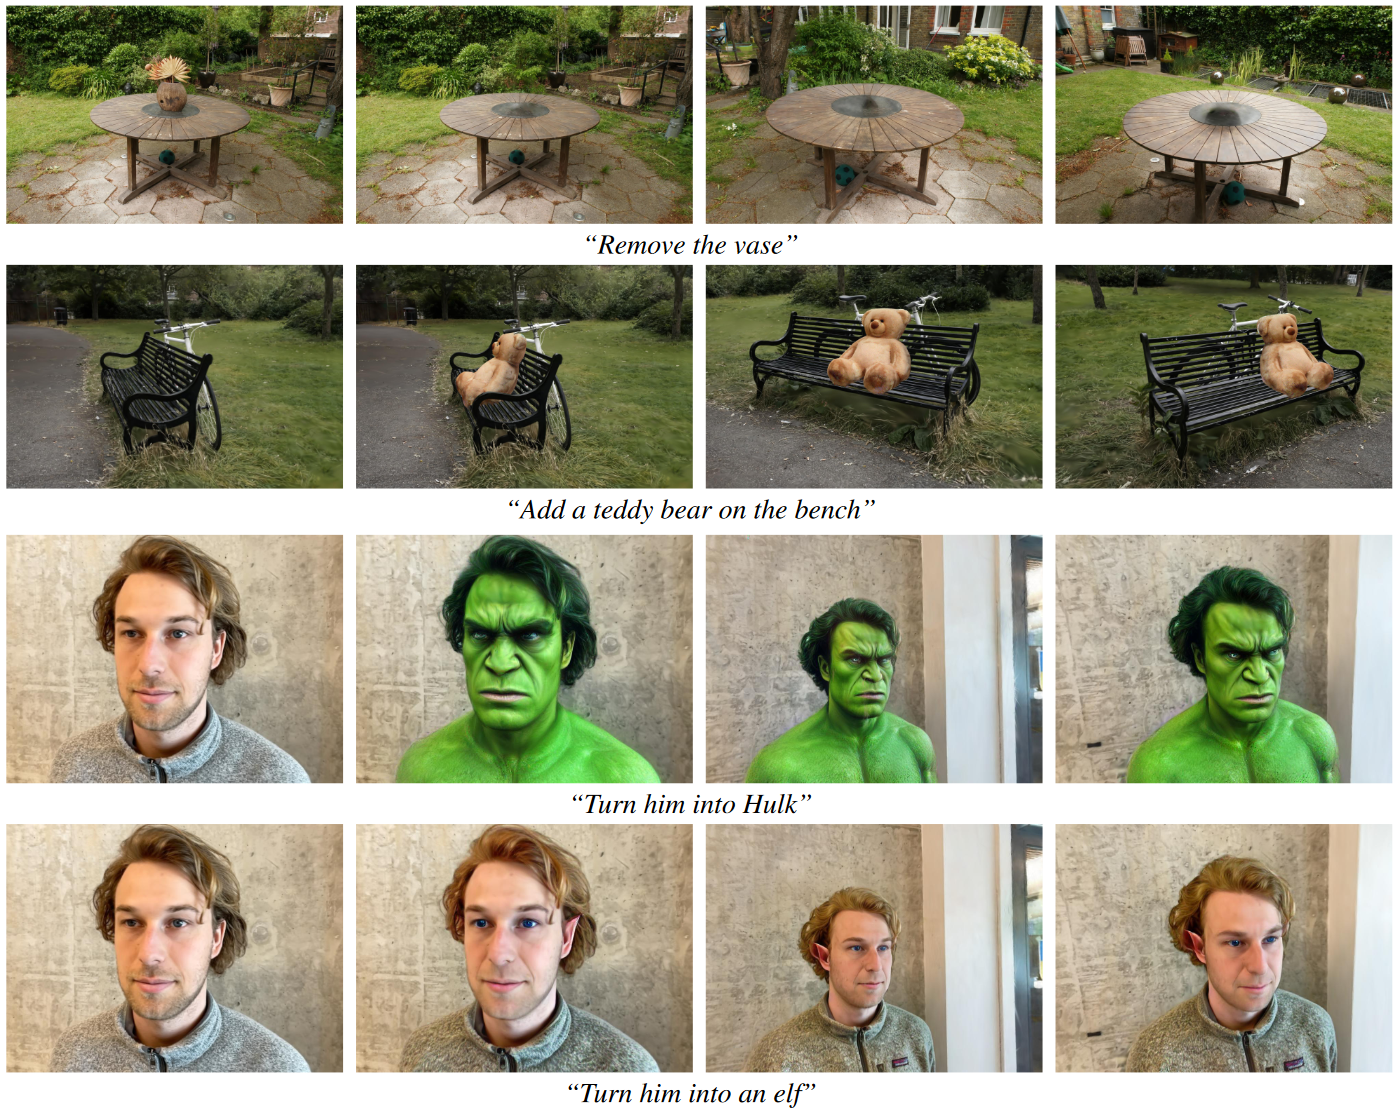 “Remove the vase”
“Add a teddy bear on the bench”
“Turn him into Hulk”
“Turn him into an elf”